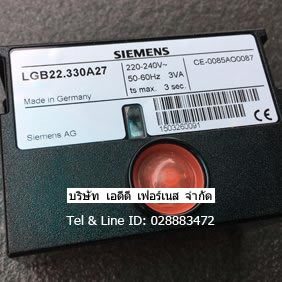 SIEMENS
LGB22.330A27
220-240V~ CE-0085AO0087
50-60Hz 3VA
Made in Germany ts max. 3 sec.
Siemens AG 1503260091
บริษัท เอดีดี เฟอร์เนส จำกัด
Tel & Line ID: 028883472